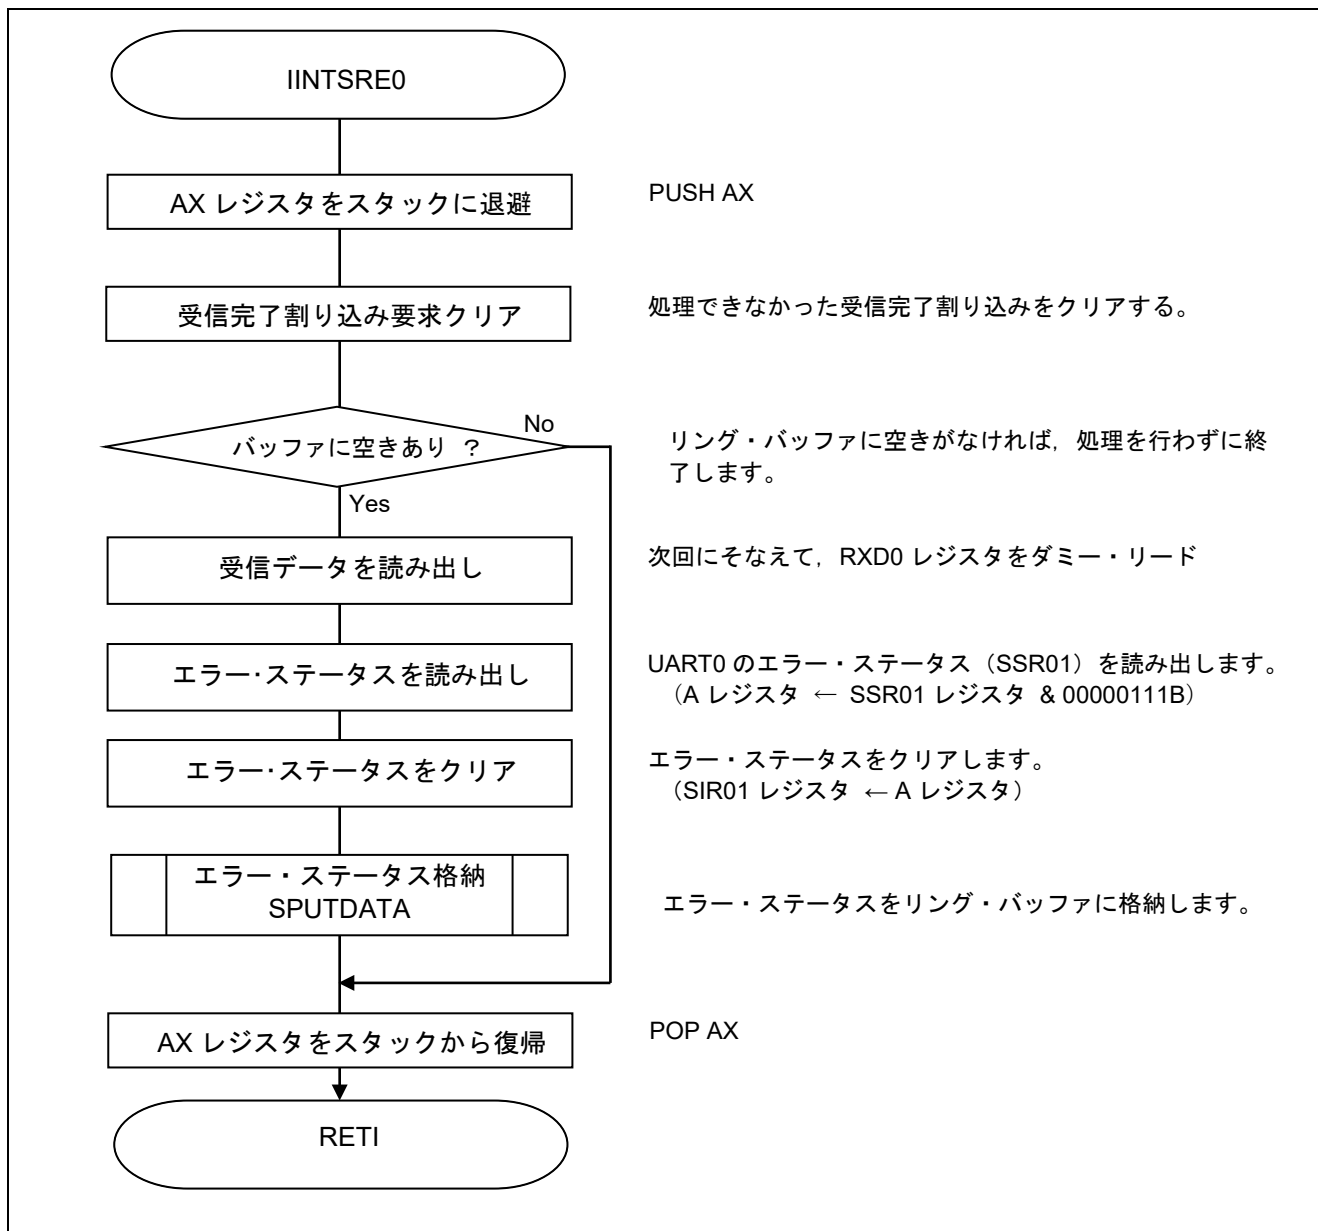 IINTSRE0
AX レジスタをスタックに退避
PUSH AX
受信完了割り込み要求クリア
処理できなかった受信完了割り込みをクリアする。
バッファに空きあり ?
No
リング・バッファに空きがなければ，処理を行わずに終
了します。
Yes
受信データを読み出し
次回にそなえて，RXD0 レジスタをダミー・リード
エラー･ステータスを読み出し
UART0 のエラー・ステータス（SSR01）を読み出します。
（A レジスタ ← SSR01 レジスタ & 00000111B）
エラー･ステータスをクリア
エラー・ステータスをクリアします。
（SIR01 レジスタ ← A レジスタ）
エラー・ステータス格納
SPUTDATA
エラー・ステータスをリング・バッファに格納します。
AX レジスタをスタックから復帰
POP AX
RETI